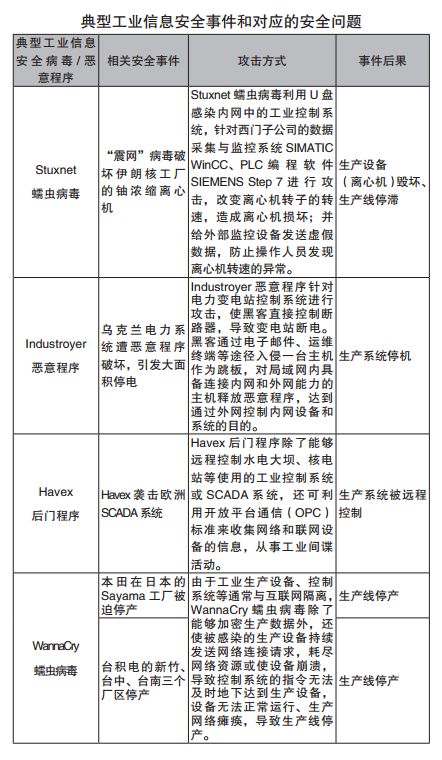 典型工业信息安全事件和对应的安全问题
典型工业信息
安全病毒/恶
意程序
相关安全事件
攻击方式
事件后果
Stuxnet
蠕虫病毒
“震网”病毒破
坏伊朗核工厂
的铀浓缩离心
机
Stuxnet 蠕虫病毒利用 U 盘
感染内网中的工业控制系
统，针对西门子公司的数据
采集与监控系统 SIMATIC
WinCC、PLC 编程软件
SIEMENS Step 7 进行攻
击，改变离心机转子的转
速，造成离心机损坏；并
给外部监控设备发送虚假
数据，防止操作人员发现
离心机转速的异常。
生产设备
（离心机）毁坏、
生产线停滞
Industroyer
恶意程序
乌克兰电力系
统遭恶意程序
破坏，引发大面
积停电
Industroyer 恶意程序针对
电力变电站控制系统进行
攻击，使黑客直接控制断
路器，导致变电站断电。
黑客通过电子邮件、运维
终端等途径入侵一台主机
作为跳板，对局域网内具
备连接内网和外网能力的
主机释放恶意程序，达到
通过外网控制内网设备和
系统的目的。
生产系统停机
Havex
后门程序
Havex 袭击欧洲
SCADA 系统
Havex 后门程序除了能够
远程控制水电大坝、核电
站等使用的工业控制系统
或 SCADA 系统，还可利
用开放平台通信（OPC）
标准来收集网络和联网设
备的信息，从事工业间谍
活动。
生产系统被远程
控制
WannaCry
蠕虫病毒
本田在日本的
Sayama 工厂被
迫停产
由于工业生产设备、控制
系统等通常与互联网隔离，
WannaCry 蠕虫病毒除了
能够加密生产数据外，还
使被感染的生产设备持续
发送网络连接请求，耗尽
网络资源或使设备崩溃，
导致控制系统的指令无法
及时地下达到生产设备，
设备无法正常运行、生产
网络瘫痪，导致生产线停
产。
生产线停产
台积电的新竹、
台中、台南三个
厂区停产
生产线停产